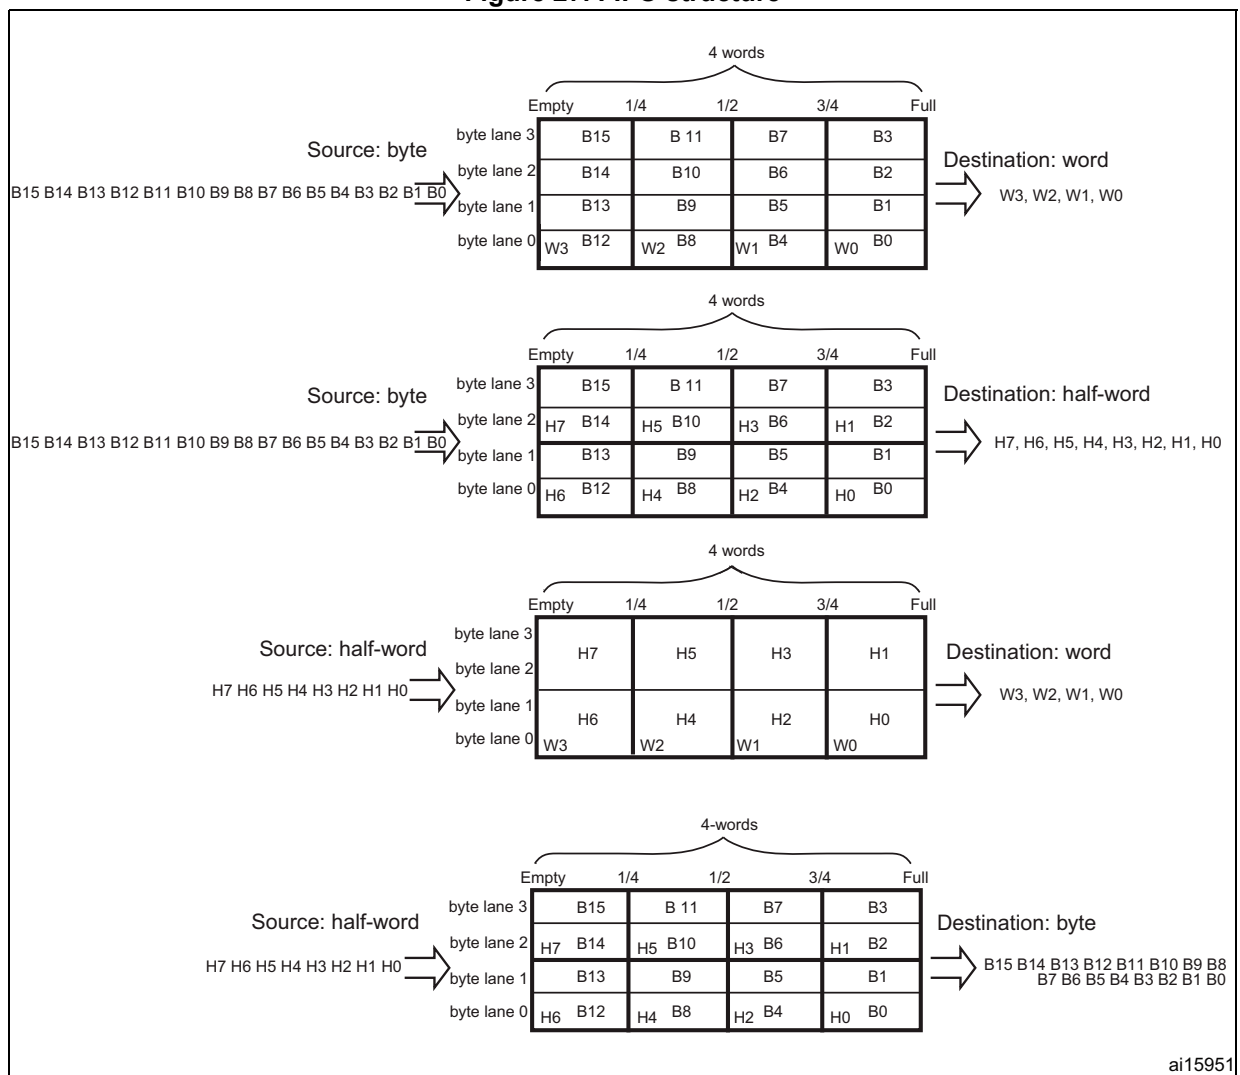 4 words
Empty 1/4 1/2 3/4 Full
Source: byte
B15 B14 B13 B12 B11 B10 B9 B8 B7 B6 B5 B4 B3 B2 B1 B0
byte lane 3 B15 B 11 B7 B3
byte lane 2 B14 B10 B6 B2
byte lane 1 B13 B9 B5 B1
byte lane 0 W3 B12 W2 B8 W1 B4 W0 B0
Destination: word
W3, W2, W1, W0
4 words
Empty 1/4 1/2 3/4 Full
Source: byte
B15 B14 B13 B12 B11 B10 B9 B8 B7 B6 B5 B4 B3 B2 B1 B0
byte lane 3 B15 B 11 B7 B3
byte lane 2 H7 B14 H5 B10 H3 B6 H1 B2
byte lane 1 B13 B9 B5 B1
byte lane 0 H6 B12 H4 B8 H2 B4 H0 B0
Destination: half-word
H7, H6, H5, H4, H3, H2, H1, H0
4 words
Empty 1/4 1/2 3/4 Full
Source: half-word
H7 H6 H5 H4 H3 H2 H1 H0
byte lane 3
H7 H5 H3 H1
byte lane 2
byte lane 1
H6 H4 H2 H0
byte lane 0 W3 W2 W1 W0
Destination: word
W3, W2, W1, W0
4-words
Empty 1/4 1/2 3/4 Full
Source: half-word
H7 H6 H5 H4 H3 H2 H1 H0
byte lane 3 B15 B 11 B7 B3
byte lane 2 H7 B14 H5 B10 H3 B6 H1 B2
byte lane 1 B13 B9 B5 B1
byte lane 0 H6 B12 H4 B8 H2 B4 H0 B0
Destination: byte
B15 B14 B13 B12 B11 B10 B9 B8
B7 B6 B5 B4 B3 B2 B1 B0
ai15951